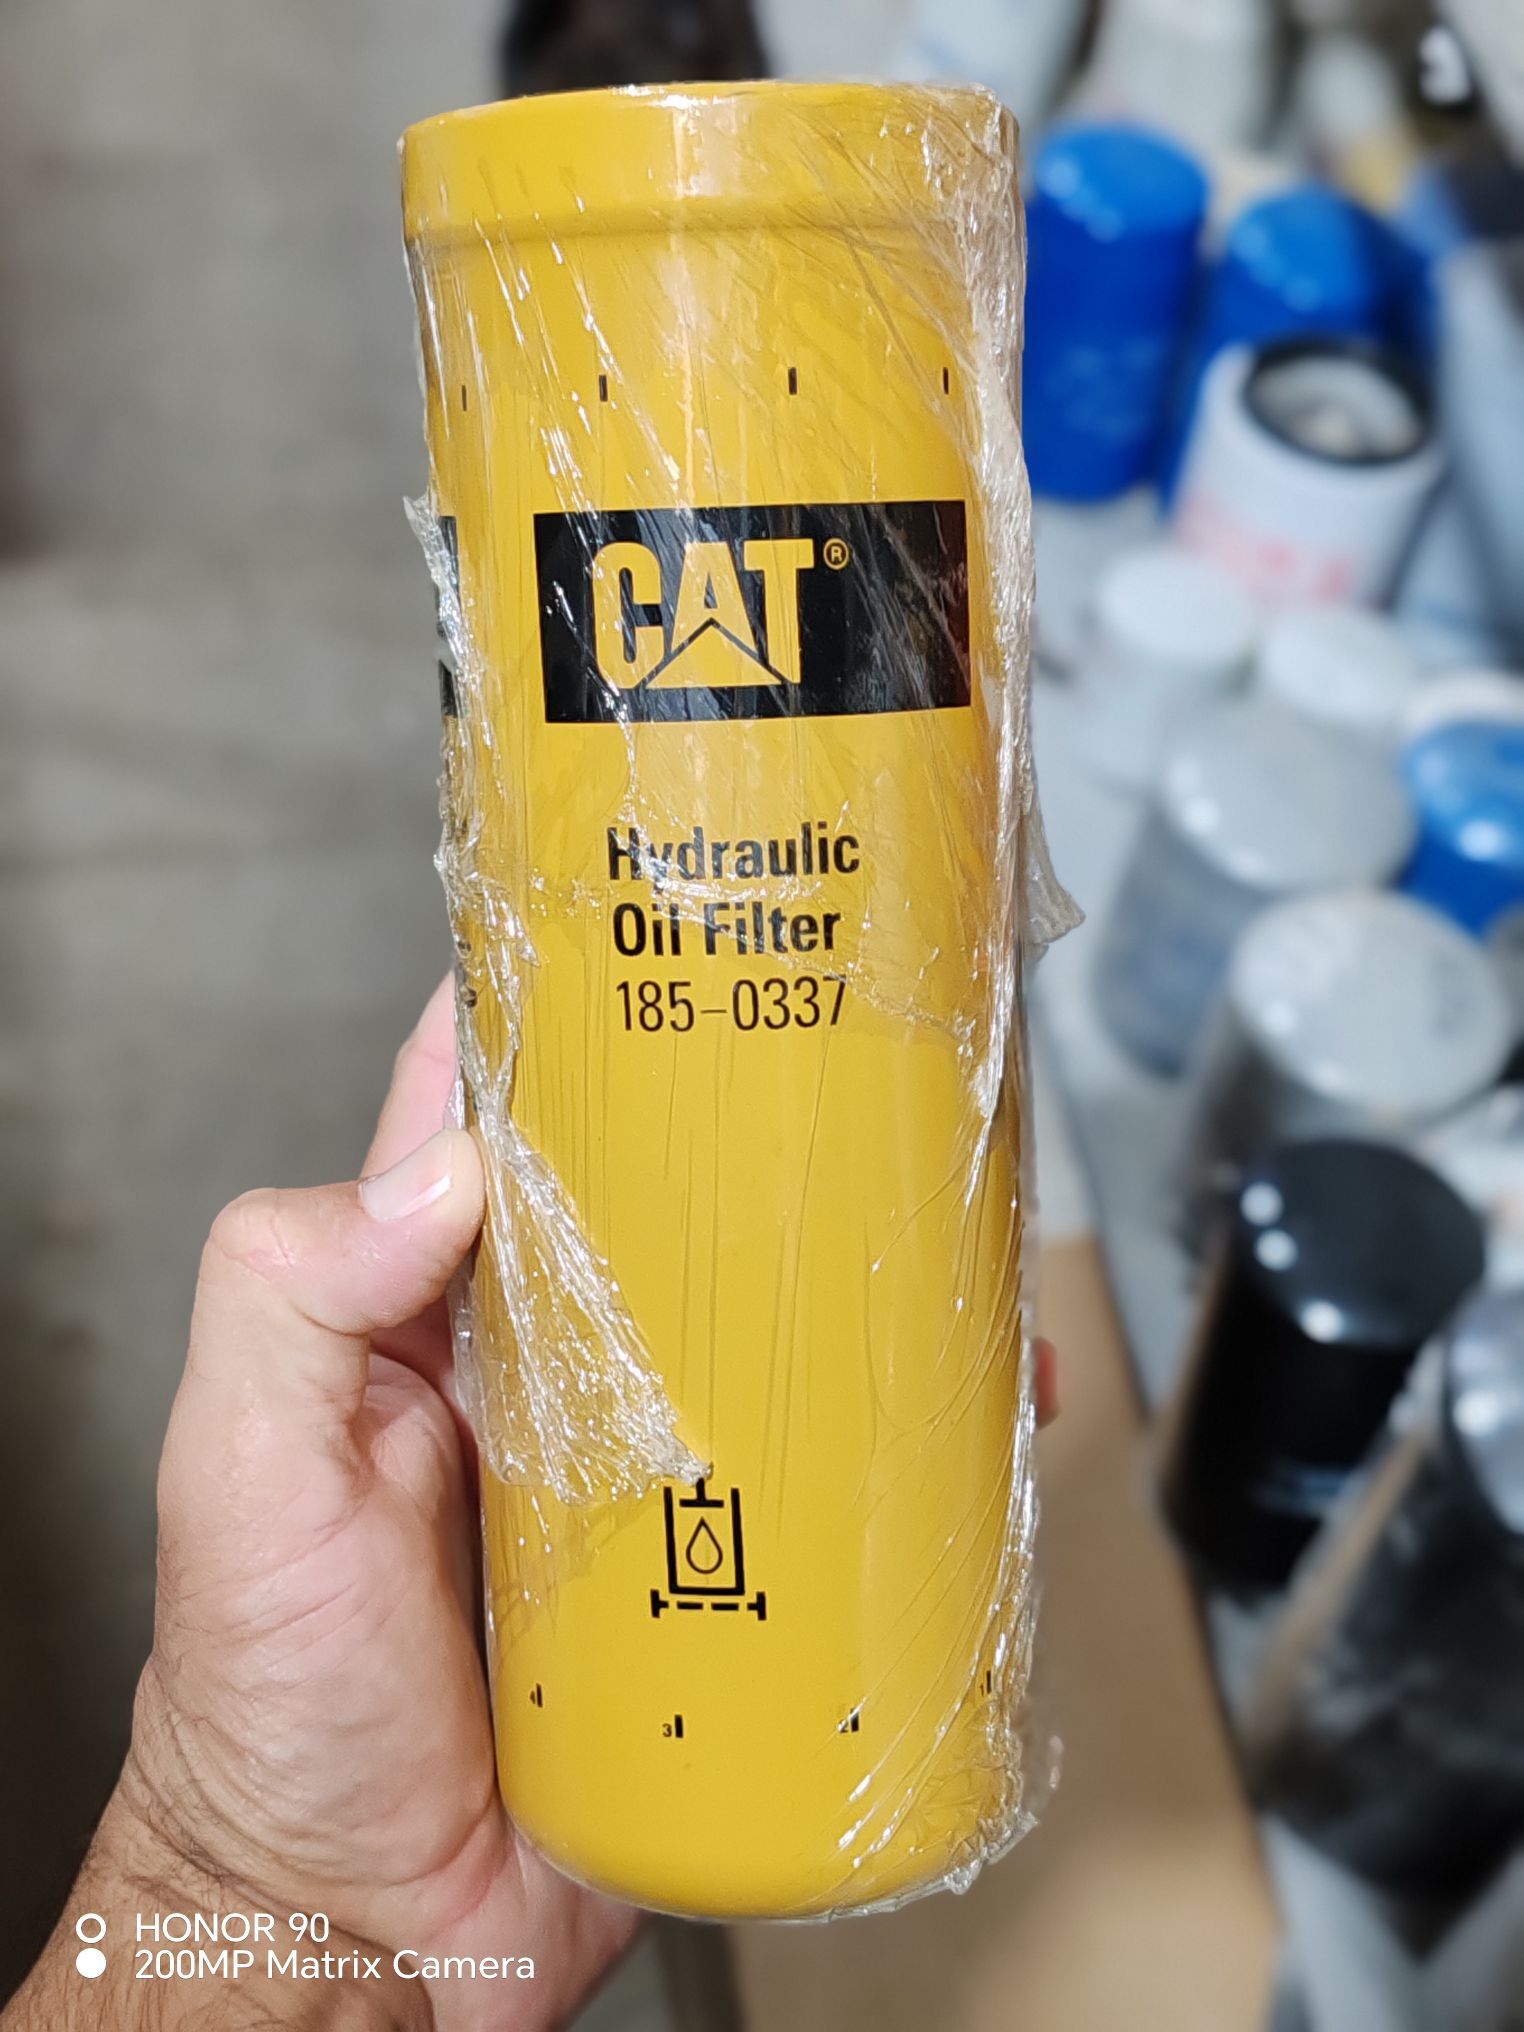 CAT®
Hydraulic
Oil Filter
185-0337
4
3
2
1
HONOR 90
200MP Matrix Camera